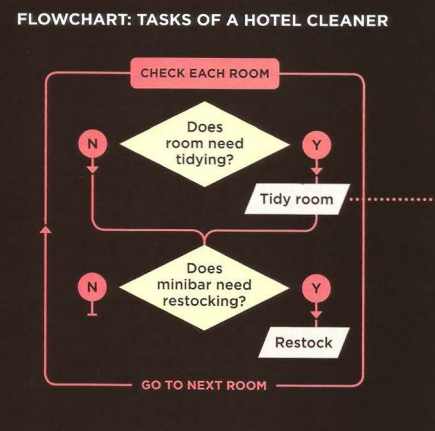 FLOWCHART: TASKS OF A HOTEL CLEANER
CHECK EACH ROOM
Does
room need
tidying?
N
Y
Tidy room
Does
minibar need
restocking?
N
Y
Restock
GO TO NEXT ROOM